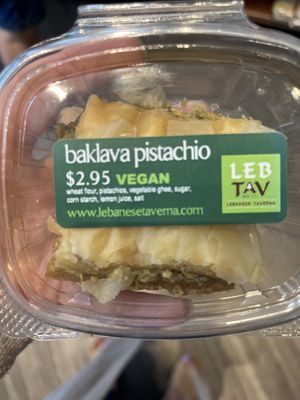 baklava pistachio
$2.95 VEGAN
wheat flour, pistachios, vegetable ghee, sugar,
corn starch, lemon juice, salt
www.lebanesetaverna.com
LEB
TAV
LEBANESE TAVERNA